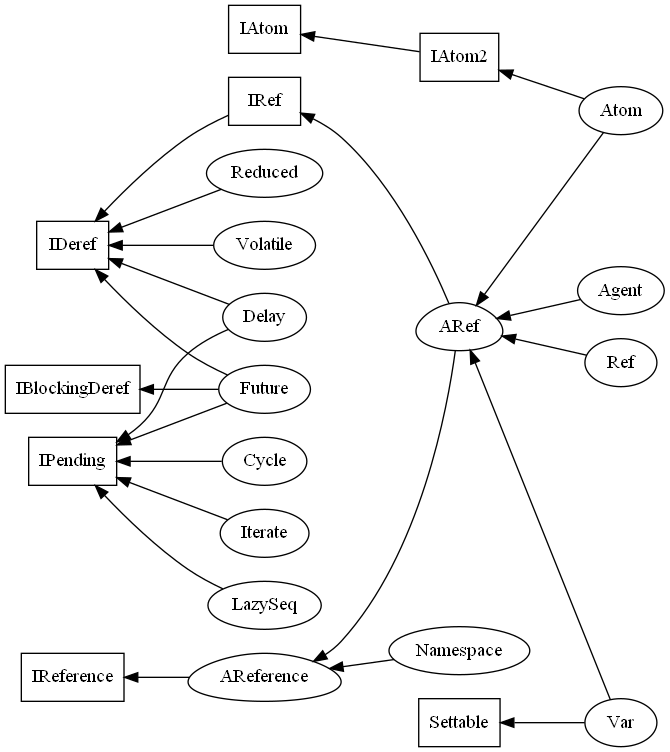 IAtom
IAtom2
IRef
Atom
Reduced
IDeref
Volatile
Agent
Delay
ARef
Ref
IBlockingDeref
Future
IPending
Cycle
Iterate
LazySeq
Namespace
IReference
AReference
Settable
Var